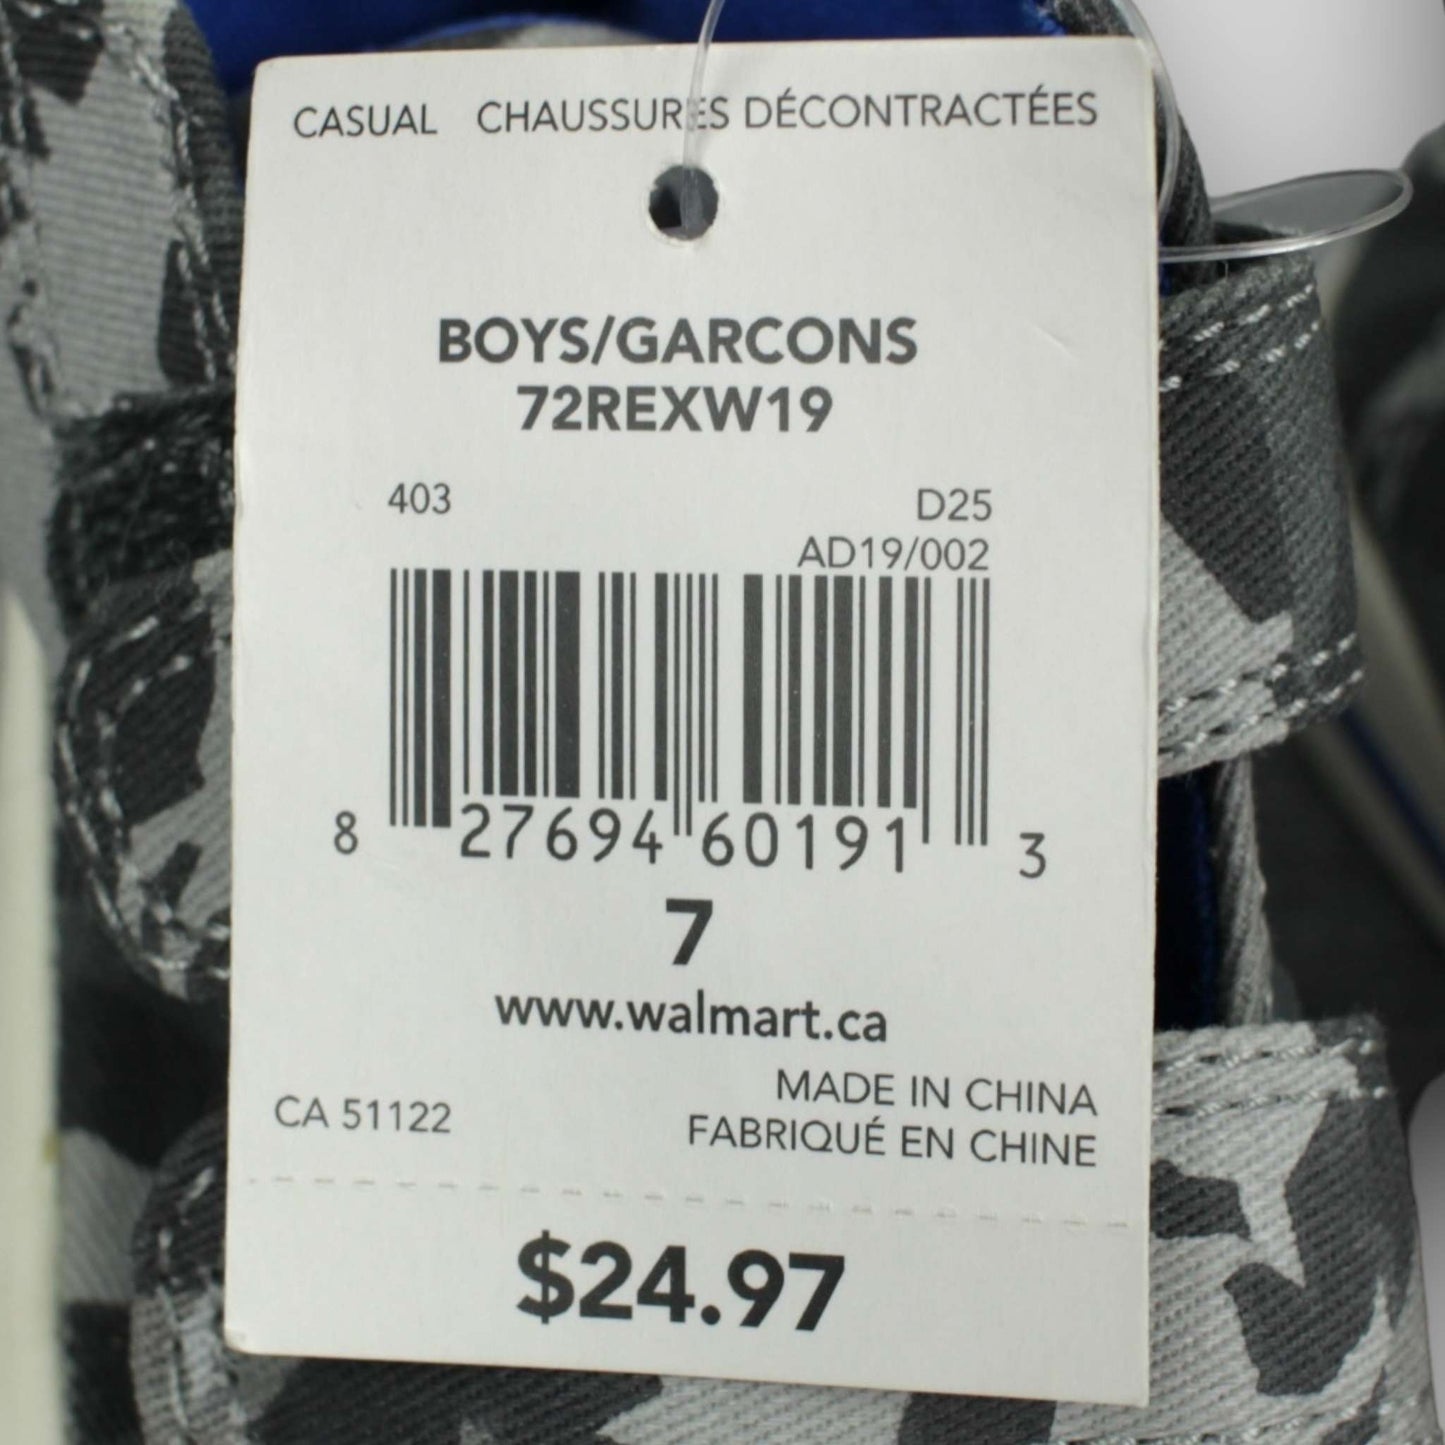 CASUAL CHAUSSURES DÉCONTRACTÉES
BOYS/GARCONS
72REXW19
403 D25
AD19/002
8 27694 60191 3
7
www.walmart.ca
MADE IN CHINA
CA 51122 FABRIQUÉ EN CHINE
$24.97